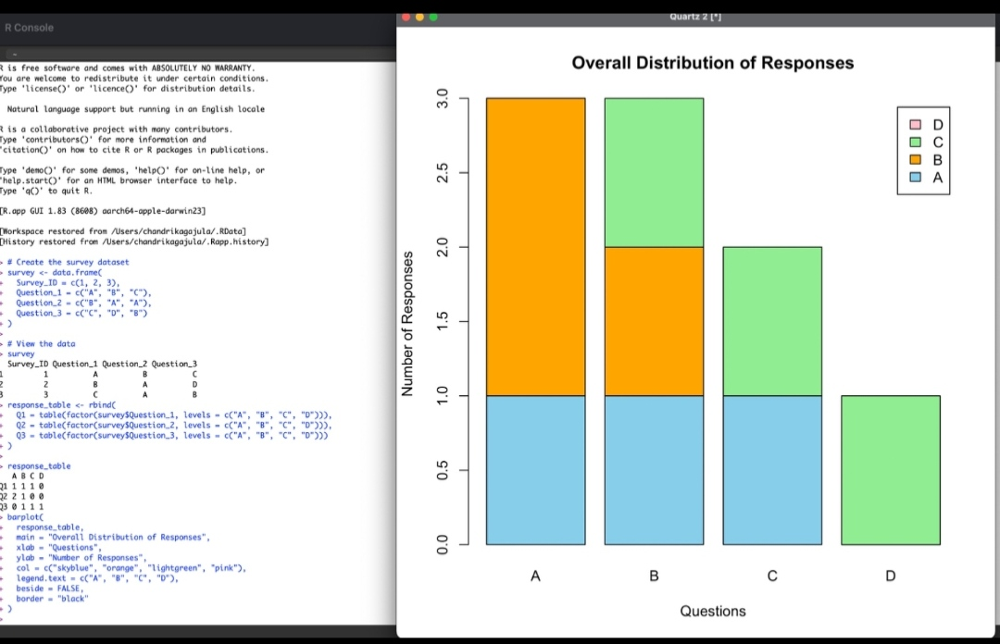 R Console
R is free software and comes with ABSOLUTELY NO WARRANTY.
You are welcome to redistribute it under certain conditions.
Type 'license()' or 'licence()' for distribution details.
Natural language support but running in an English locale
R is a collaborative project with many contributors.
Type 'contributors()' for more information and
'citation()' on how to cite R or R packages in publications.
Type 'demo()' for some demos, 'help()' for on-line help, or
'help.start()' for an HTML browser interface to help.
Type 'q()' to quit R.
[R.app GUI 1.83 (8608) aarch64-apple-darwin23]
[Workspace restored from /Users/chandrikagajula/.RData]
[History restored from /Users/chandrikagajula/.Rapp.history]
> # Create the survey dataset
> survey <- data.frame(
+ Survey_ID = c(1, 2, 3),
+ Question_1 = c("A", "B", "C"),
+ Question_2 = c("B", "A", "A"),
+ Question_3 = c("C", "D", "B")
+ )
>
> # View the data
> survey
Survey_ID Question_1 Question_2 Question_3
1 1 A B C
2 2 B A D
3 3 C A B
> response_table <- rbind(
+ Q1 = table(factor(survey$Question_1, levels = c("A", "B", "C", "D"))),
+ Q2 = table(factor(survey$Question_2, levels = c("A", "B", "C", "D"))),
+ Q3 = table(factor(survey$Question_3, levels = c("A", "B", "C", "D")))
+ )
>
> response_table
A B C D
Q1 1 1 1 0
Q2 2 1 0 0
Q3 0 1 1 1
> barplot(
+ response_table,
+ main = "Overall Distribution of Responses",
+ xlab = "Questions",
+ ylab = "Number of Responses",
+ col = c("skyblue", "orange", "lightgreen", "pink"),
+ legend.text = c("A", "B", "C", "D"),
+ beside = FALSE,
+ border = "black"
+ )
>
Quartz 2 [*]
Overall Distribution of Responses
Number of Responses
3.0
2.5
2.0
1.5
1.0
0.5
0.0
D
C
B
A
A B C D
Questions